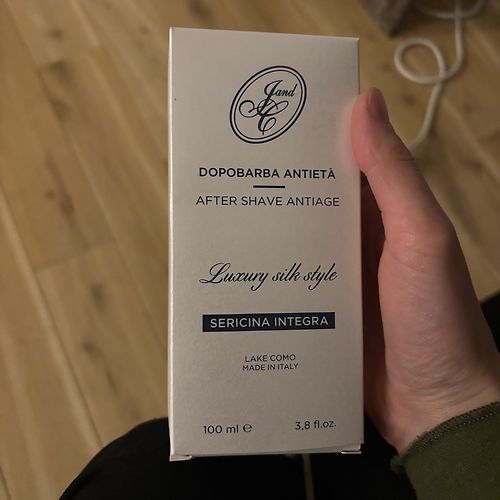 J and C
DOPOBARBA ANTIETÀ
AFTER SHAVE ANTIAGE
Luxury silk style
SERICINA INTEGRA
LAKE COMO
MADE IN ITALY
100 ml ℮ 3,8 fl.oz.